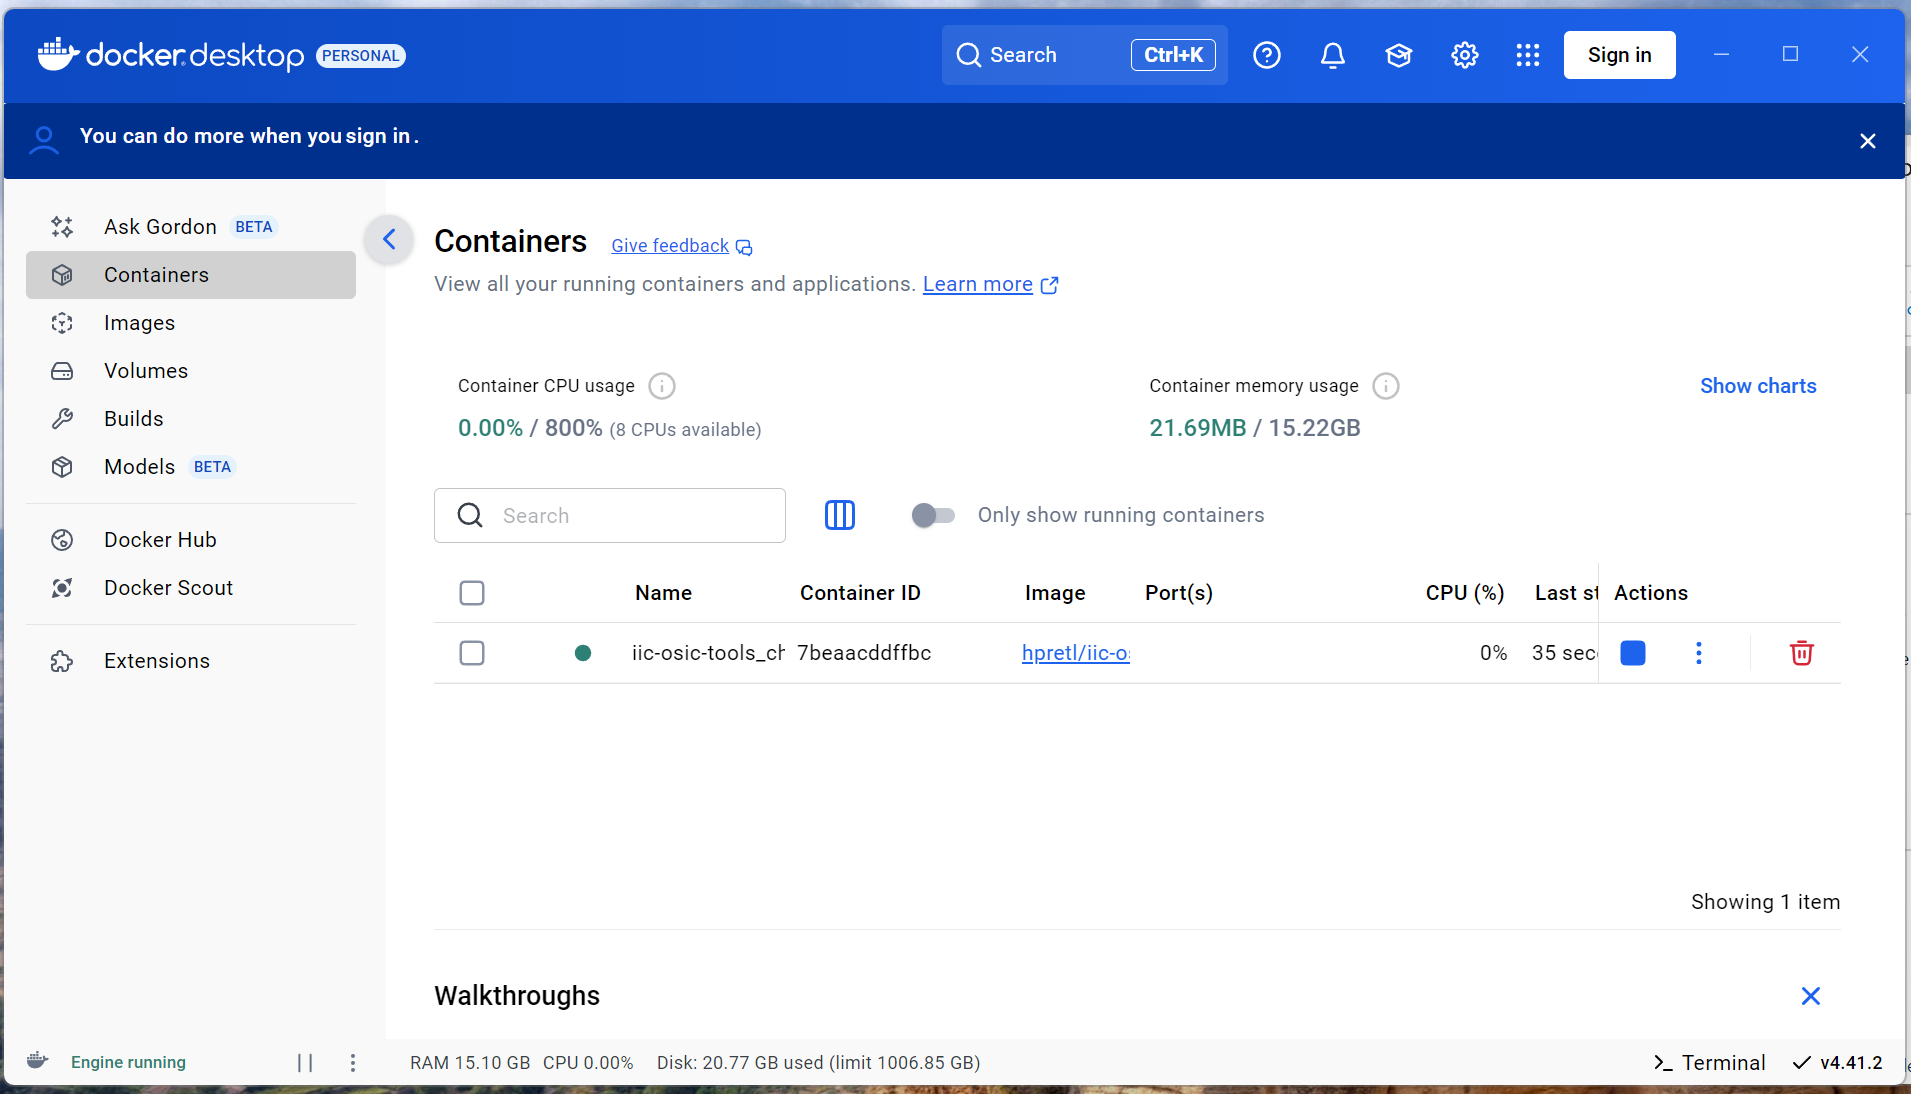 docker.desktop PERSONAL Search Ctrl+K Sign in
You can do more when you sign in.
Ask Gordon BETA
Containers
Images
Volumes
Builds
Models BETA
Docker Hub
Docker Scout
Extensions
Containers Give feedback
View all your running containers and applications. Learn more
Container CPU usage
0.00% / 800% (8 CPUs available)
Container memory usage
21.69MB / 15.22GB
Show charts
Search
Only show running containers
Name Container ID Image Port(s) CPU (%) Last st Actions
iic-osic-tools_ch 7beaacddffbc hpretl/iic-o 0% 35 sec
Showing 1 item
Walkthroughs
Engine running RAM 15.10 GB CPU 0.00% Disk: 20.77 GB used (limit 1006.85 GB) Terminal v4.41.2